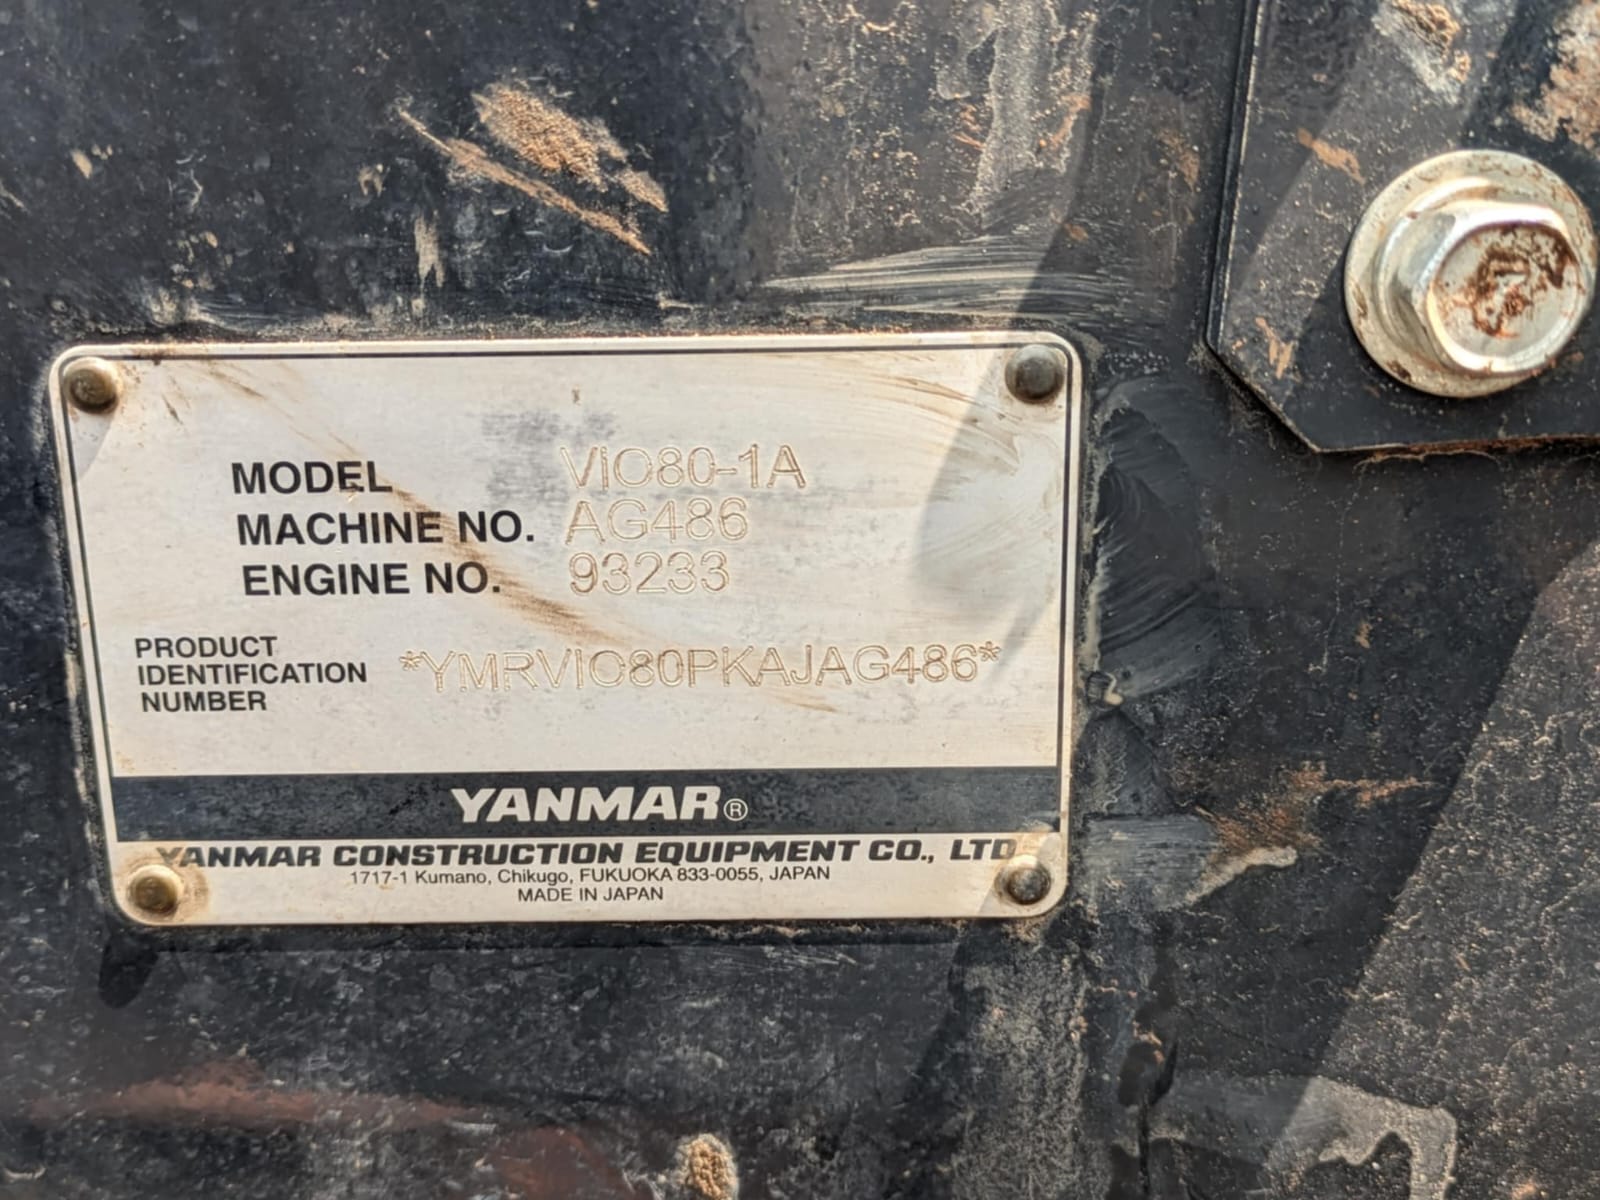 MODEL VIO80-1A
MACHINE NO. AG486
ENGINE NO. 93233
PRODUCT
IDENTIFICATION
NUMBER
*YMRVIO80PKAJAG486*
YANMAR®
YANMAR CONSTRUCTION EQUIPMENT CO., LTD
1717-1 Kumano, Chikugo, FUKUOKA 833-0055, JAPAN
MADE IN JAPAN